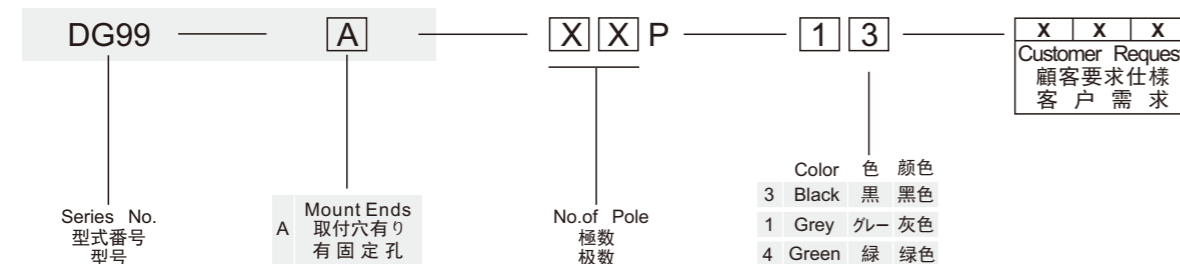 DG99 A XXP 13 X X X
Customer Reques
顧客要求仕様
客户需求
Series No.
型式番号
型号
A Mount Ends
取付穴有り
有固定孔
No.of Pole
極数
极数
Color 色 颜色
3 Black 黒 黑色
1 Grey グレー 灰色
4 Green 緑 绿色